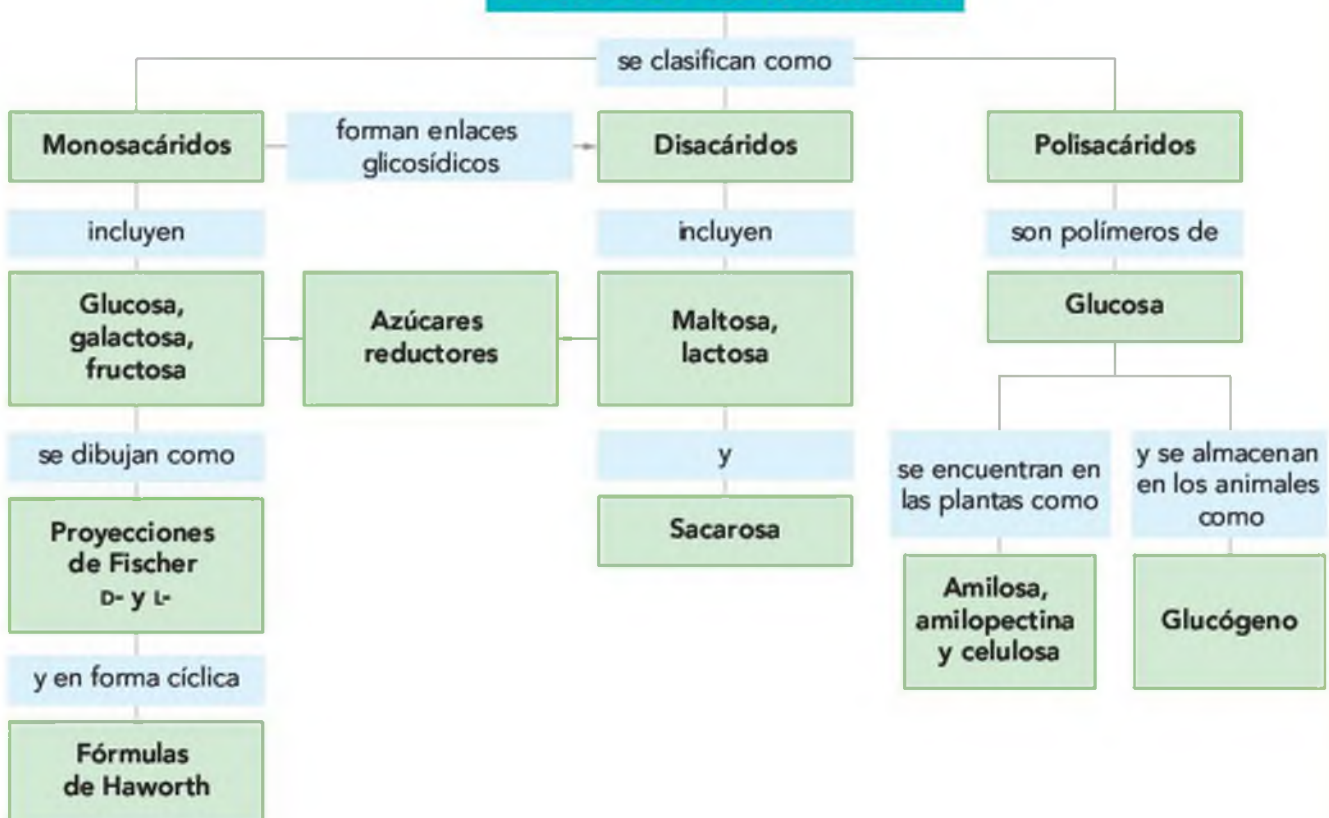 se clasifican como
Monosacáridos
forman enlaces
glicosídicos
Disacáridos
Polisacáridos
incluyen
incluyen
son polímeros de
Glucosa,
galactosa,
fructosa
Azúcares
reductores
Maltosa,
lactosa
Glucosa
se dibujan como
y
se encuentran en
las plantas como
y se almacenan
en los animales
como
Proyecciones
de Fischer
D- y L-
Sacarosa
Amilosa,
amilopectina
y celulosa
Glucógeno
y en forma cíclica
Fórmulas
de Haworth